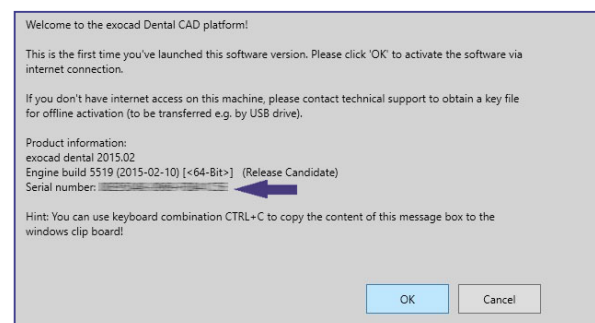 Welcome to the exocad Dental CAD platform!
This is the first time you've launched this software version. Please click 'OK' to activate the software via
internet connection.
If you don't have internet access on this machine, please contact technical support to obtain a key file
for offline activation (to be transferred e.g. by USB drive).
Product information:
exocad dental 2015.02
Engine build 5519 (2015-02-10) [<64-Bit>] (Release Candidate)
Serial number:
Hint: You can use keyboard combination CTRL+C to copy the content of this message box to the
windows clip board!
OK Cancel